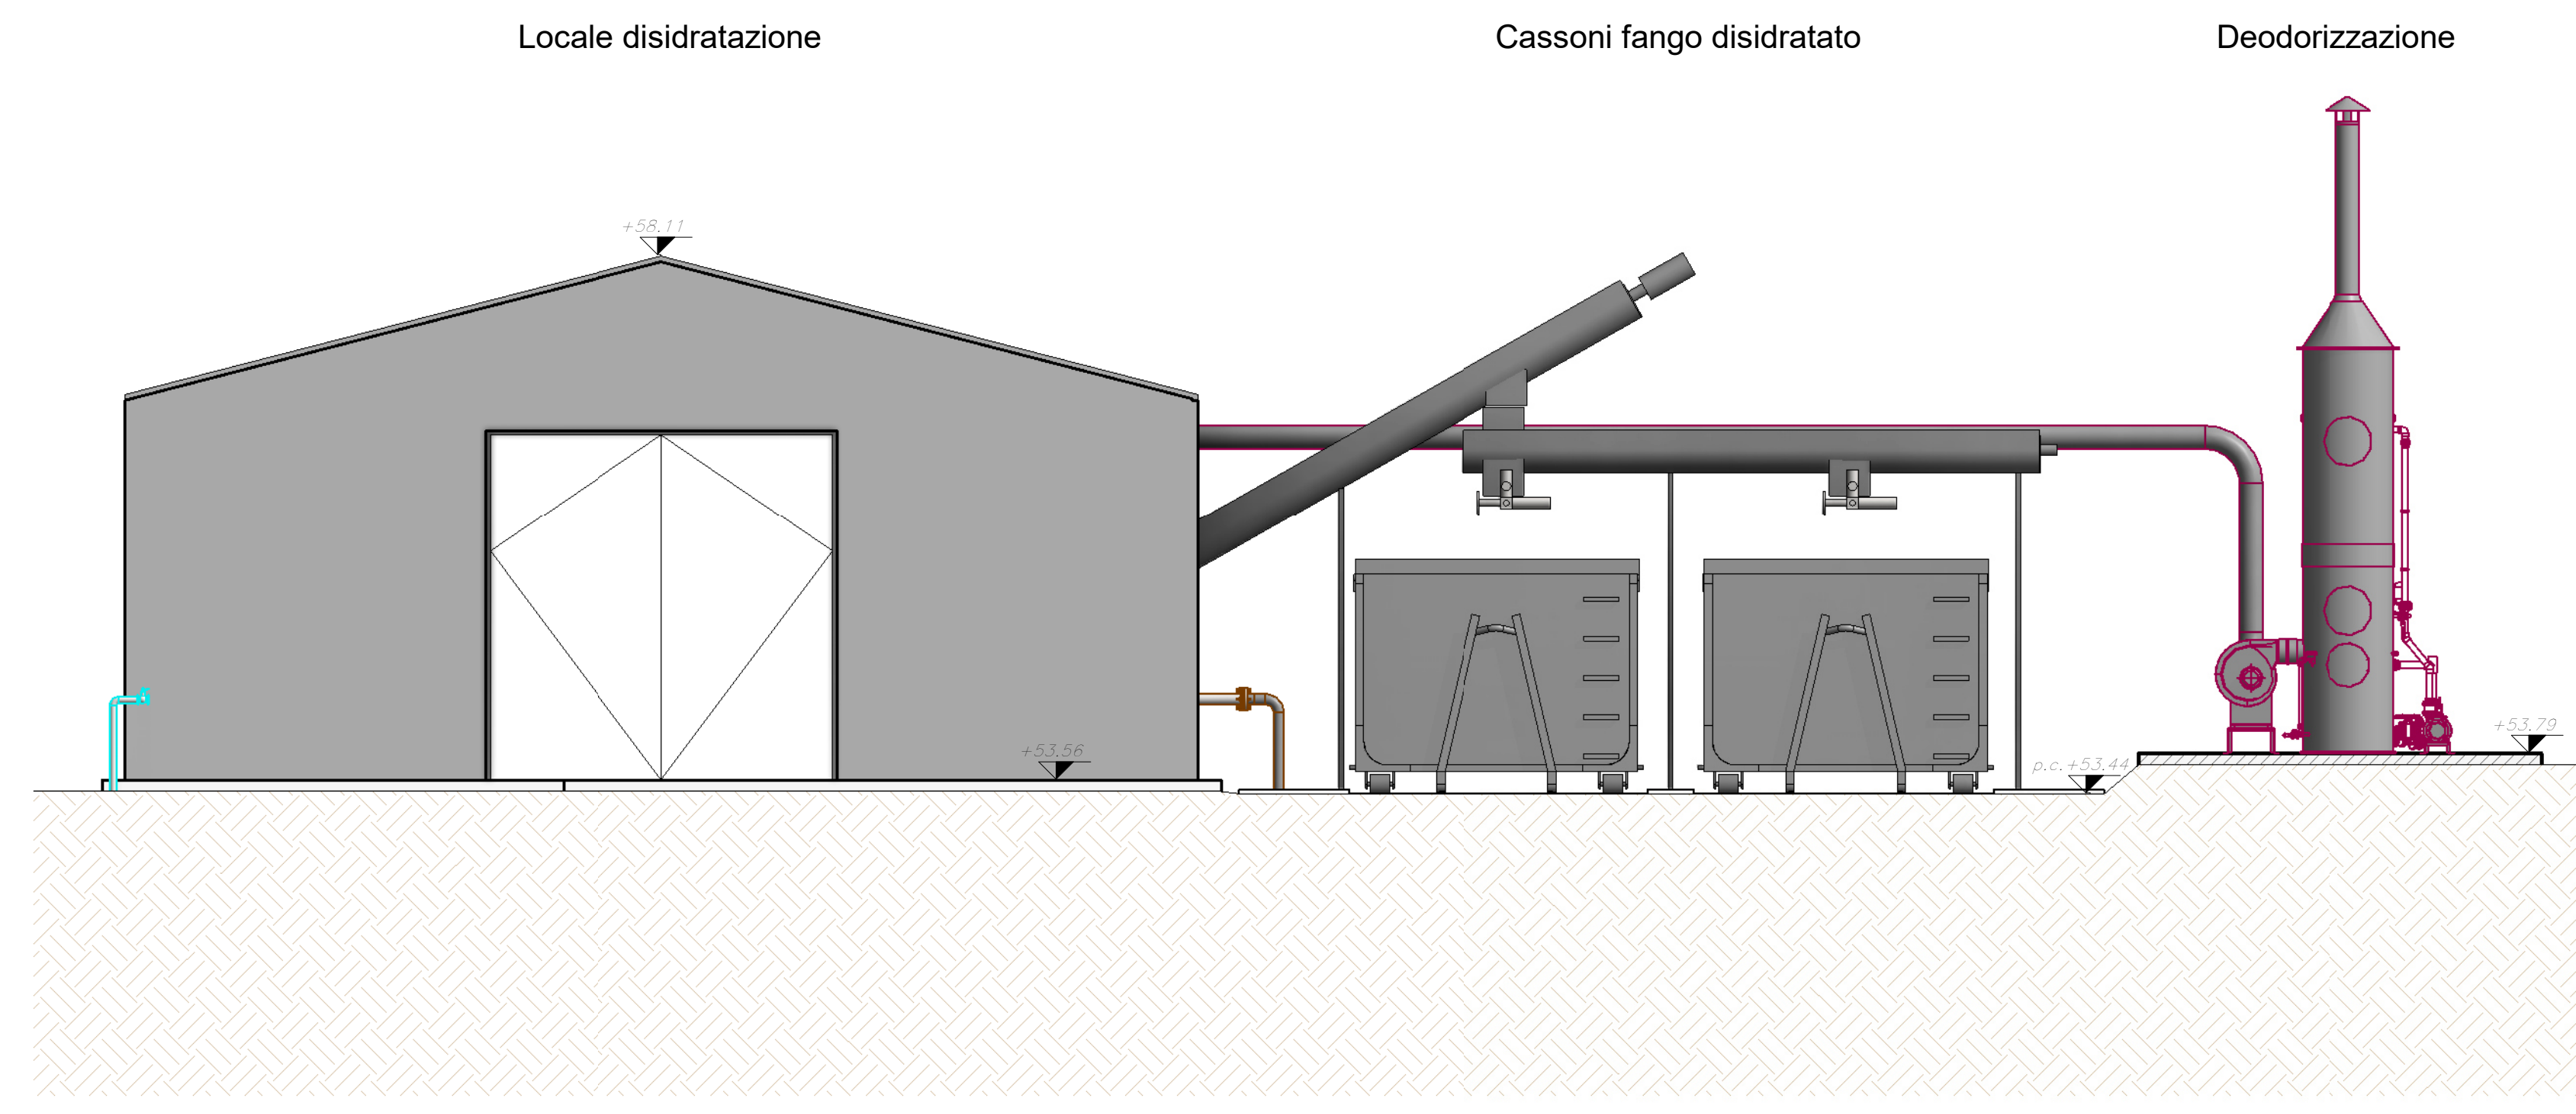 Locale disidratazione
Cassoni fango disidratato
Deodorizzazione
+58.11
+53.56
p.c.+53.44
+53.79